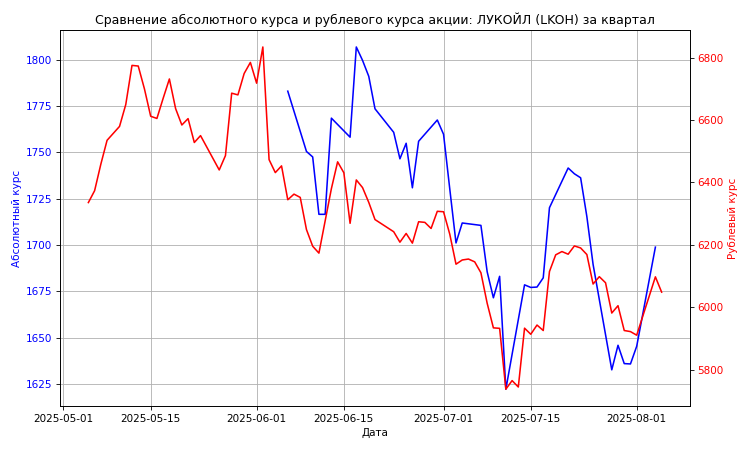 Сравнение абсолютного курса и рублевого курса акции: ЛУКОЙЛ (LKOH) за квартал
1800
1775
1750
1725
1700
1675
1650
1625
Абсолютный курс
6800
6600
6400
6200
6000
5800
Рублевый курс
2025-05-01 2025-05-15 2025-06-01 2025-06-15 2025-07-01 2025-07-15 2025-08-01
Дата